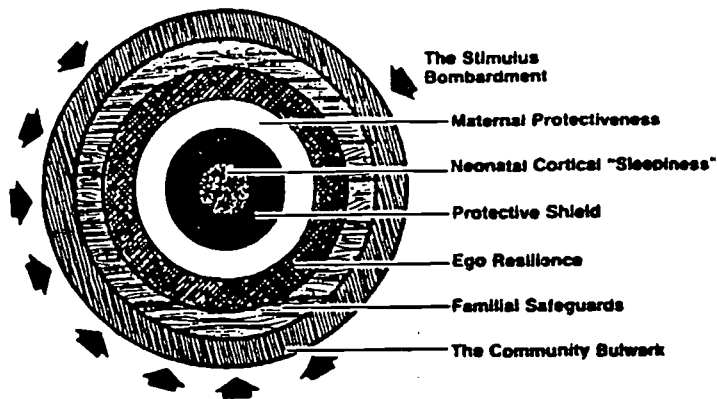 The Stimulus
Bombardment
Maternal Protectiveness
Neonatal Cortical "Sleepiness"
Protective Shield
Ego Resilience
Familial Safeguards
The Community Bulwark